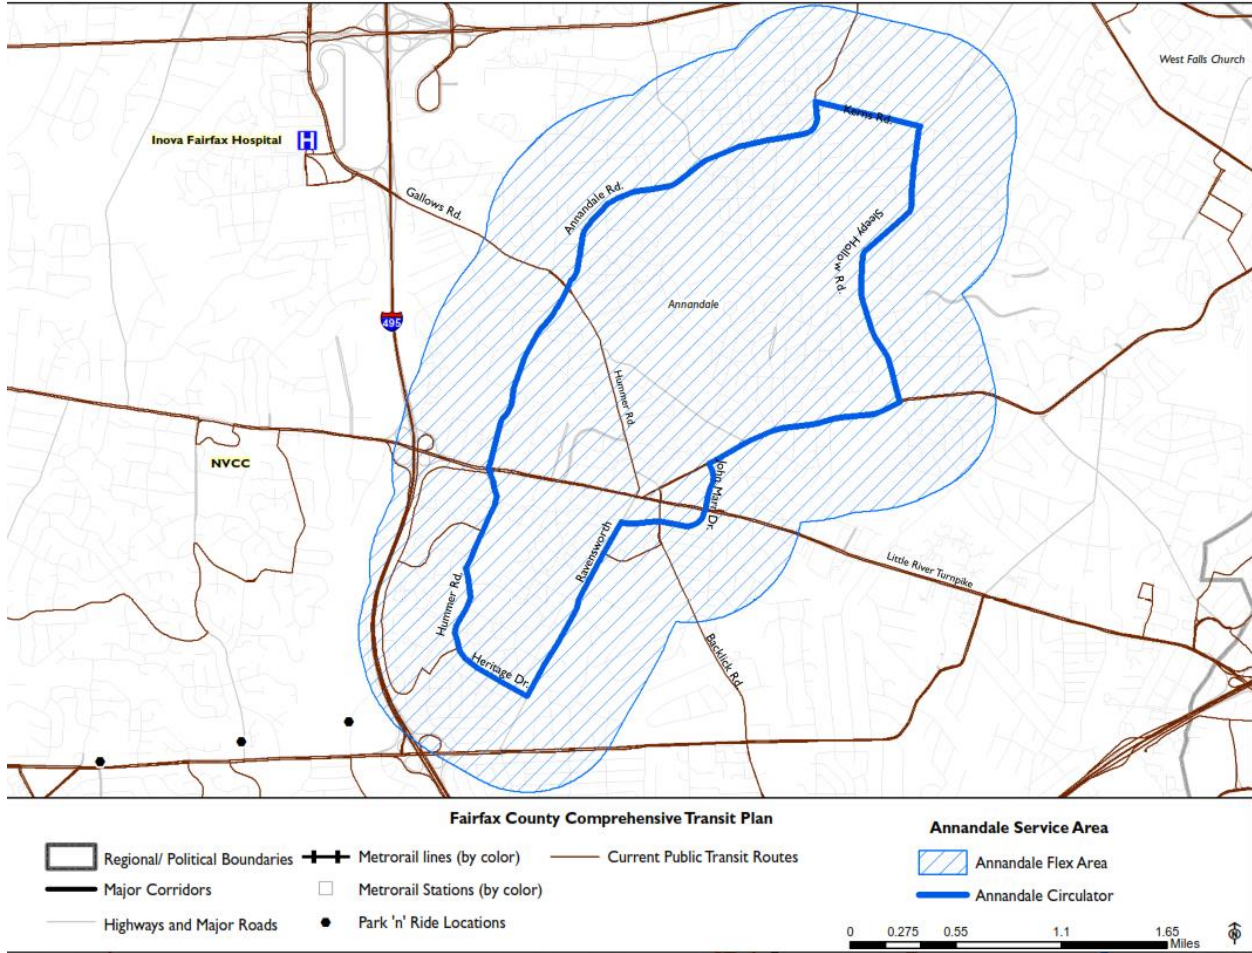 West Falls Church
Kerns Rd.
Inova Fairfax Hospital
H
Gallows Rd.
Annandale Rd.
Sleepy Hollow Rd.
Annandale
495
Hummer Rd.
NVCC
John Marr Dr.
Ravensworth
Little River Turnpike
Hummer Rd.
Heritage Dr.
Backlick Rd.
Fairfax County Comprehensive Transit Plan
Regional/ Political Boundaries
Metrorail lines (by color)
Current Public Transit Routes
Major Corridors
Metrorail Stations (by color)
Highways and Major Roads
Park 'n' Ride Locations
Annandale Service Area
Annandale Flex Area
Annandale Circulator
0 0.275 0.55 1.1 1.65
Miles
N